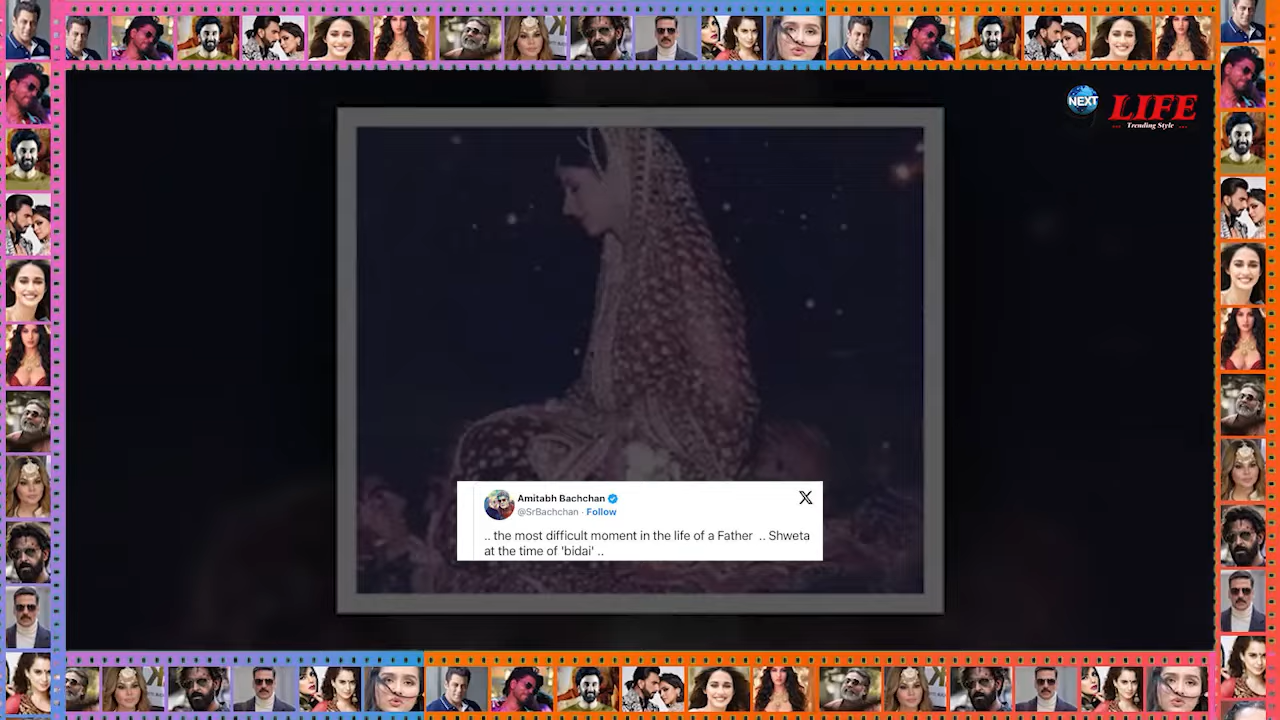 NEXT
LIFE
... Trending Style ...
Amitabh Bachchan
@SrBachchan · Follow
.. the most difficult moment in the life of a Father .. Shweta
at the time of 'bidai' ..